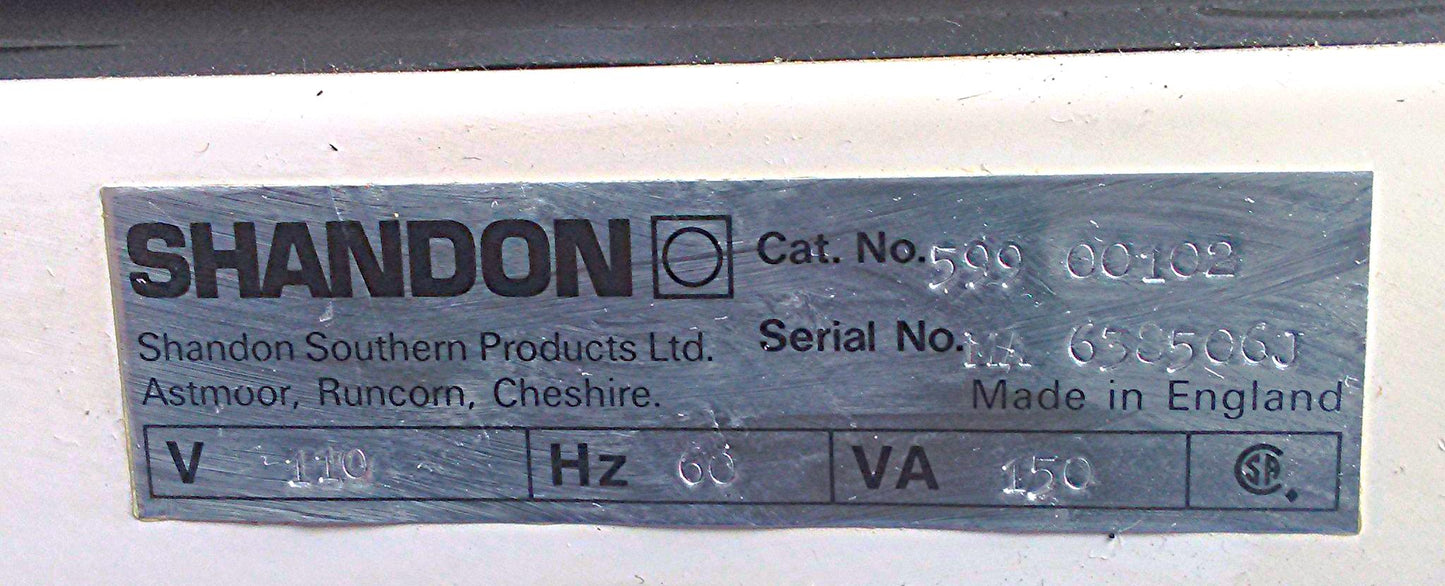 SHANDON Cat. No. 599 00102
Shandon Southern Products Ltd. Serial No. MA
Astmoor, Runcorn, Cheshire. Made in England
V 110 Hz 60 VA 150 SA